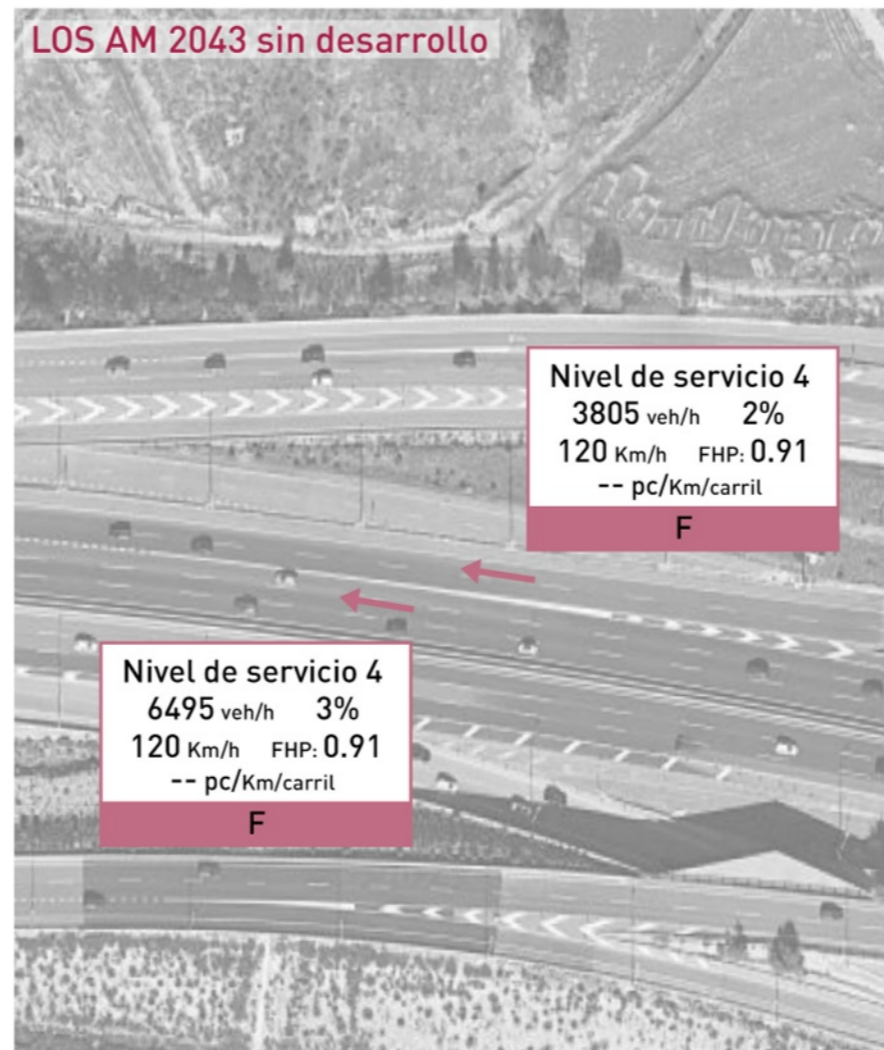 LOS AM 2043 sin desarrollo
Nivel de servicio 4
3805 veh/h 2%
120 Km/h FHP: 0.91
-- pc/Km/carril
F
Nivel de servicio 4
6495 veh/h 3%
120 Km/h FHP: 0.91
-- pc/Km/carril
F